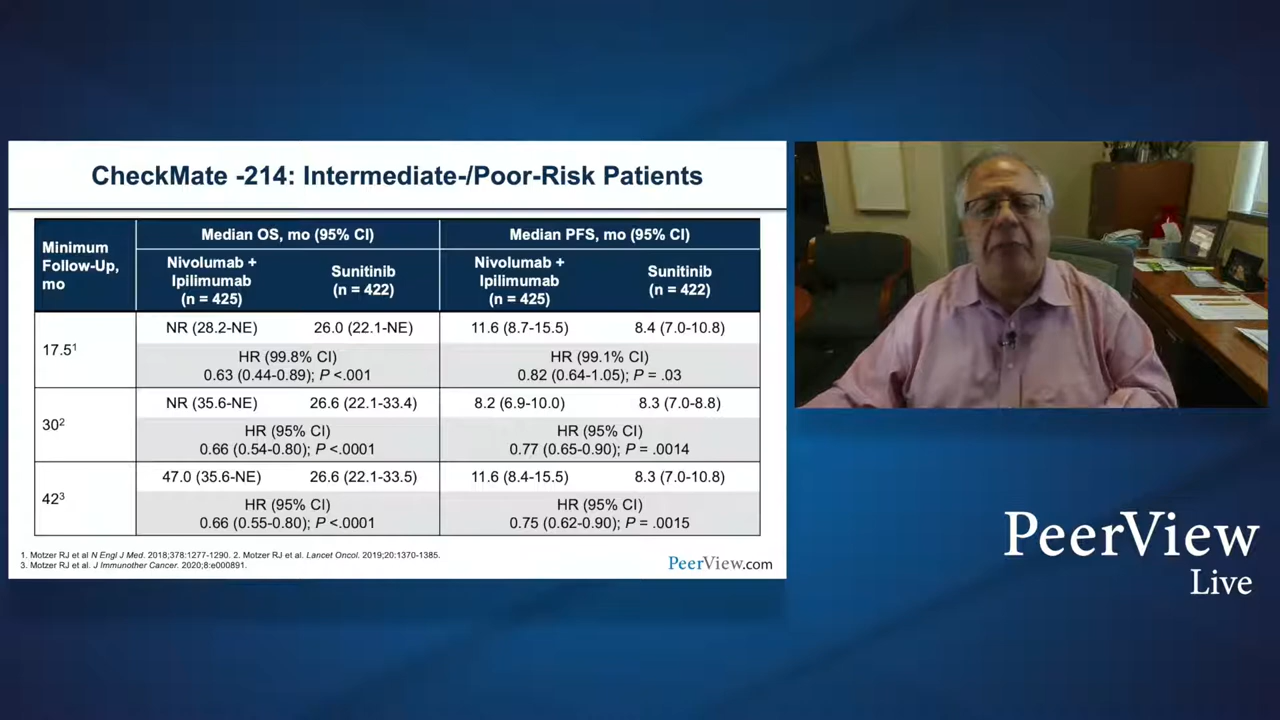 CheckMate -214: Intermediate-/Poor-Risk Patients
Minimum Follow-Up, mo
Median OS, mo (95% CI)
Median PFS, mo (95% CI)
Nivolumab + Ipilimumab (n = 425)
Sunitinib (n = 422)
Nivolumab + Ipilimumab (n = 425)
Sunitinib (n = 422)
17.5¹
NR (28.2-NE)
26.0 (22.1-NE)
11.6 (8.7-15.5)
8.4 (7.0-10.8)
HR (99.8% CI)
0.63 (0.44-0.89); P <.001
HR (99.1% CI)
0.82 (0.64-1.05); P = .03
30²
NR (35.6-NE)
26.6 (22.1-33.4)
8.2 (6.9-10.0)
8.3 (7.0-8.8)
HR (95% CI)
0.66 (0.54-0.80); P <.0001
HR (95% CI)
0.77 (0.65-0.90); P = .0014
42³
47.0 (35.6-NE)
26.6 (22.1-33.5)
11.6 (8.4-15.5)
8.3 (7.0-10.8)
HR (95% CI)
0.66 (0.55-0.80); P <.0001
HR (95% CI)
0.75 (0.62-0.90); P = .0015
1. Motzer RJ et al N Engl J Med. 2018;378:1277-1290. 2. Motzer RJ et al. Lancet Oncol. 2019;20:1370-1385.
3. Motzer RJ et al. J Immunother Cancer. 2020;8:e000891.
PeerView.com
PeerView
Live